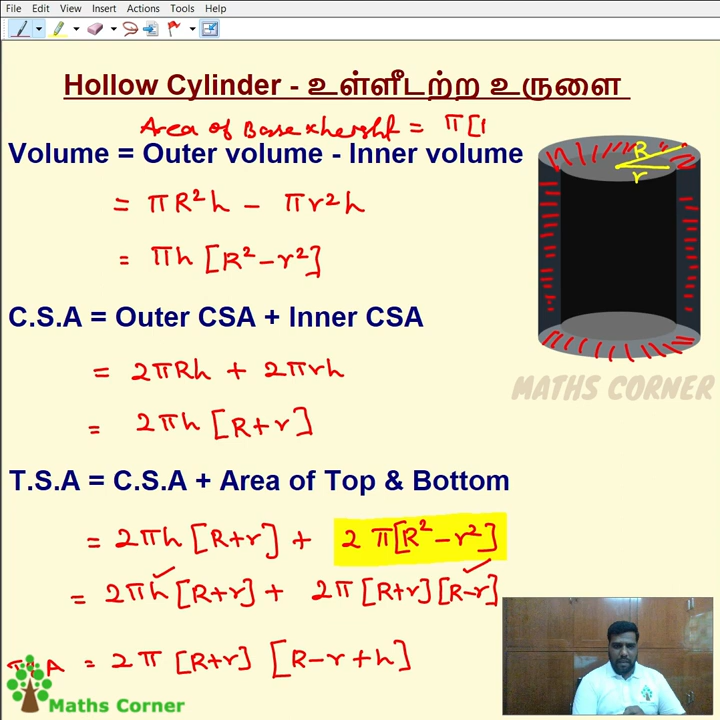 File Edit View Insert Actions Tools Help
Hollow Cylinder - உள்ளீடற்ற உருளை
Area of Base x height = π[
Volume = Outer volume - Inner volume
= πR²h - πr²h
= πh [R²-r²]
R
r
C.S.A = Outer CSA + Inner CSA
= 2πRh + 2πrh
= 2πh [R+r]
MATHS CORNER
T.S.A = C.S.A + Area of Top & Bottom
= 2πh [R+r] + 2 π[R²-r²]
= 2πh [R+r] + 2π [R+r][R-r]
= 2π [R+r] [R-r+h]
Maths Corner